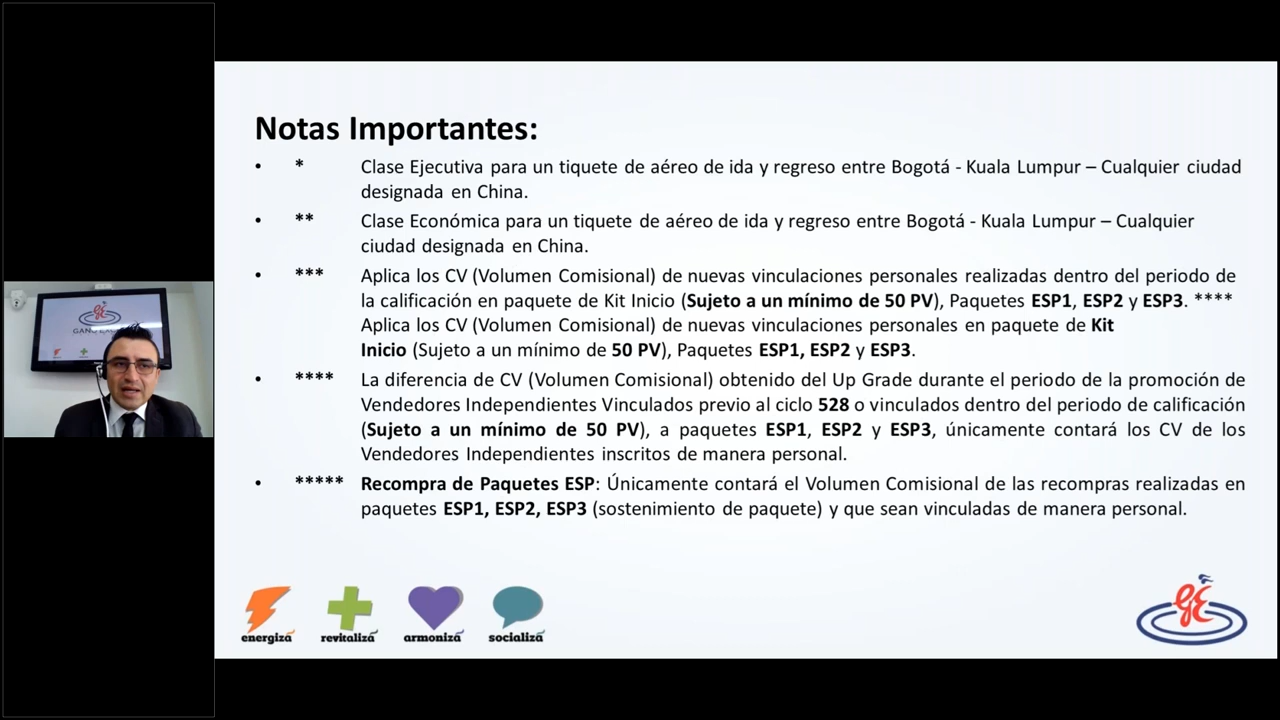 Notas Importantes:
• * Clase Ejecutiva para un tiquete de aéreo de ida y regreso entre Bogotá - Kuala Lumpur – Cualquier ciudad
designada en China.
• ** Clase Económica para un tiquete de aéreo de ida y regreso entre Bogotá - Kuala Lumpur – Cualquier
ciudad designada en China.
• *** Aplica los CV (Volumen Comisional) de nuevas vinculaciones personales realizadas dentro del periodo de
la calificación en paquete de Kit Inicio (Sujeto a un mínimo de 50 PV), Paquetes ESP1, ESP2 y ESP3. ****
Aplica los CV (Volumen Comisional) de nuevas vinculaciones personales en paquete de Kit
Inicio (Sujeto a un mínimo de 50 PV), Paquetes ESP1, ESP2 y ESP3.
• **** La diferencia de CV (Volumen Comisional) obtenido del Up Grade durante el periodo de la promoción de
Vendedores Independientes Vinculados previo al ciclo 528 o vinculados dentro del periodo de calificación
(Sujeto a un mínimo de 50 PV), a paquetes ESP1, ESP2 y ESP3, únicamente contará los CV de los
Vendedores Independientes inscritos de manera personal.
• ***** Recompra de Paquetes ESP: Únicamente contará el Volumen Comisional de las recompras realizadas en
paquetes ESP1, ESP2, ESP3 (sostenimiento de paquete) y que sean vinculadas de manera personal.
energizá revitalizá armonizá socializá
GE